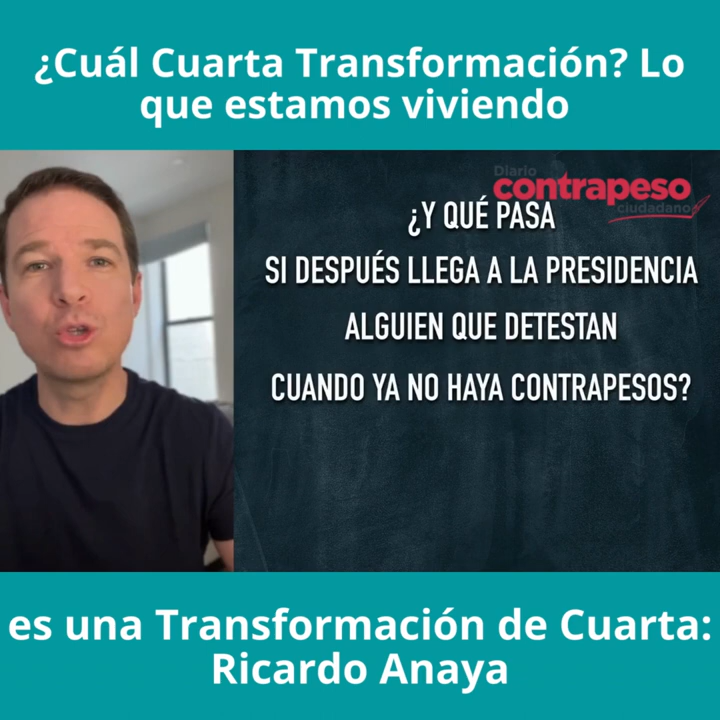 ¿Cuál Cuarta Transformación? Lo
que estamos viviendo
Diario
contrapeso
ciudadano
¿Y QUÉ PASA
SI DESPUÉS LLEGA A LA PRESIDENCIA
ALGUIEN QUE DETESTAN
CUANDO YA NO HAYA CONTRAPESOS?
es una Transformación de Cuarta:
Ricardo Anaya